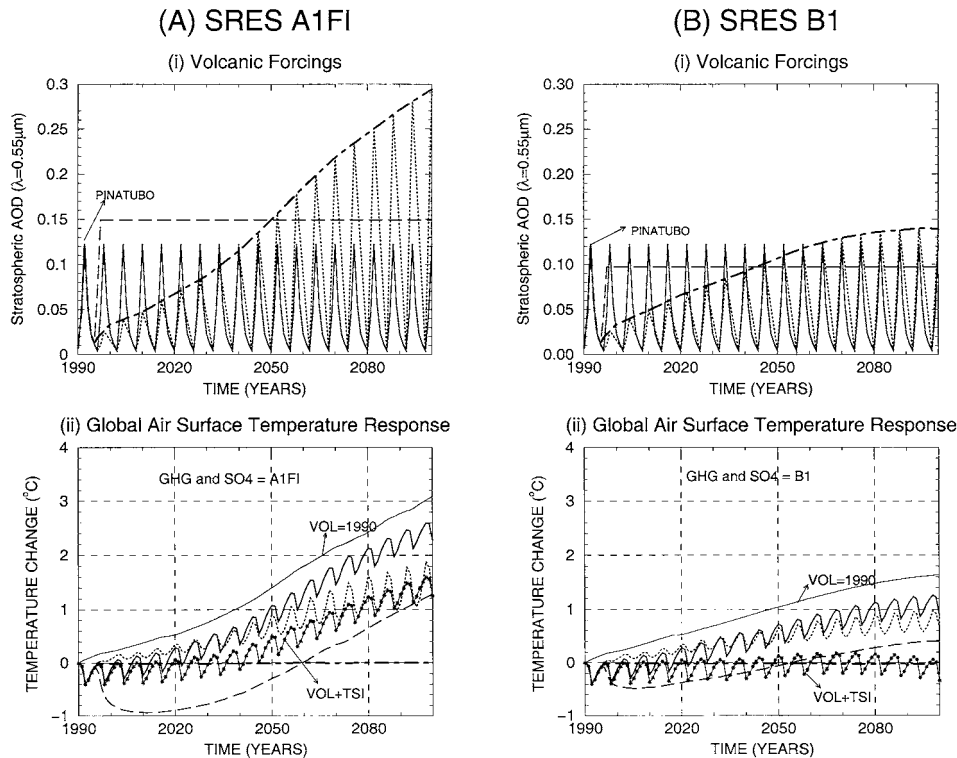 (A) SRES A1FI
(i) Volcanic Forcings
Stratospheric AOD (λ=0.55μm)
0.3
0.25
0.20
0.15
0.10
0.05
0
PINATUBO
1990 2020 2050 2080
TIME (YEARS)
(ii) Global Air Surface Temperature Response
TEMPERATURE CHANGE (°C)
4
3
2
1
0
−1
GHG and SO4 = A1FI
VOL=1990
VOL+TSI
1990 2020 2050 2080
TIME (YEARS)
(B) SRES B1
(i) Volcanic Forcings
Stratospheric AOD (λ=0.55μm)
0.30
0.25
0.20
0.15
0.10
0.05
0.00
PINATUBO
1990 2020 2050 2080
TIME (YEARS)
(ii) Global Air Surface Temperature Response
TEMPERATURE CHANGE (°C)
4
3
2
1
0
−1
GHG and SO4 = B1
VOL=1990
VOL+TSI
1990 2020 2050 2080
TIME (YEARS)